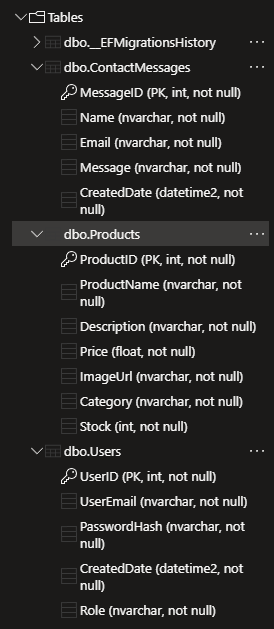 Tables
dbo.__EFMigrationsHistory
dbo.ContactMessages
MessageID (PK, int, not null)
Name (nvarchar, not null)
Email (nvarchar, not null)
Message (nvarchar, not null)
CreatedDate (datetime2, not
null)
dbo.Products
ProductID (PK, int, not null)
ProductName (nvarchar, not
null)
Description (nvarchar, not null)
Price (float, not null)
ImageUrl (nvarchar, not null)
Category (nvarchar, not null)
Stock (int, not null)
dbo.Users
UserID (PK, int, not null)
UserEmail (nvarchar, not null)
PasswordHash (nvarchar, not
null)
CreatedDate (datetime2, not
null)
Role (nvarchar, not null)